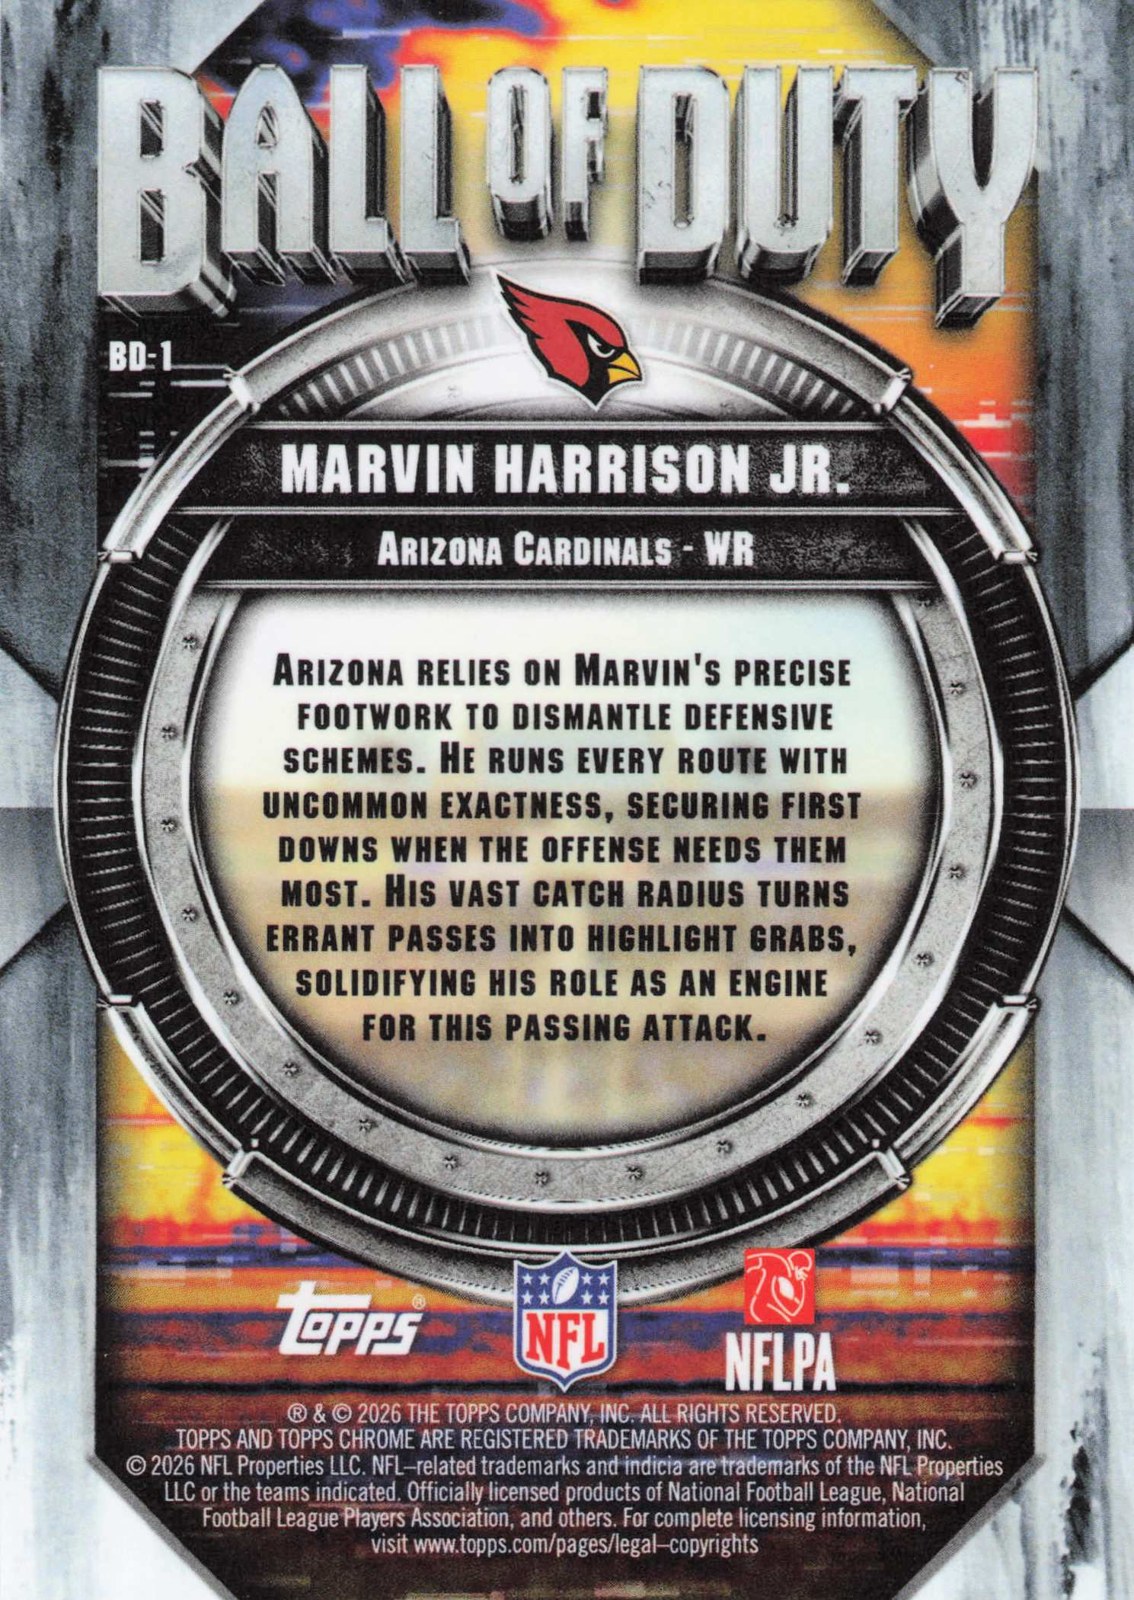 BALL OF DUTY
BD-1
MARVIN HARRISON JR.
ARIZONA CARDINALS - WR
ARIZONA RELIES ON MARVIN'S PRECISE
FOOTWORK TO DISMANTLE DEFENSIVE
SCHEMES. HE RUNS EVERY ROUTE WITH
UNCOMMON EXACTNESS, SECURING FIRST
DOWNS WHEN THE OFFENSE NEEDS THEM
MOST. HIS VAST CATCH RADIUS TURNS
ERRANT PASSES INTO HIGHLIGHT GRABS,
SOLIDIFYING HIS ROLE AS AN ENGINE
FOR THIS PASSING ATTACK.
Topps®
NFL
NFLPA
® & © 2026 THE TOPPS COMPANY, INC. ALL RIGHTS RESERVED.
TOPPS AND TOPPS CHROME ARE REGISTERED TRADEMARKS OF THE TOPPS COMPANY, INC.
© 2026 NFL Properties LLC. NFL–related trademarks and indicia are trademarks of the NFL Properties
LLC or the teams indicated. Officially licensed products of National Football League, National
Football League Players Association, and others. For complete licensing information,
visit www.topps.com/pages/legal–copyrights